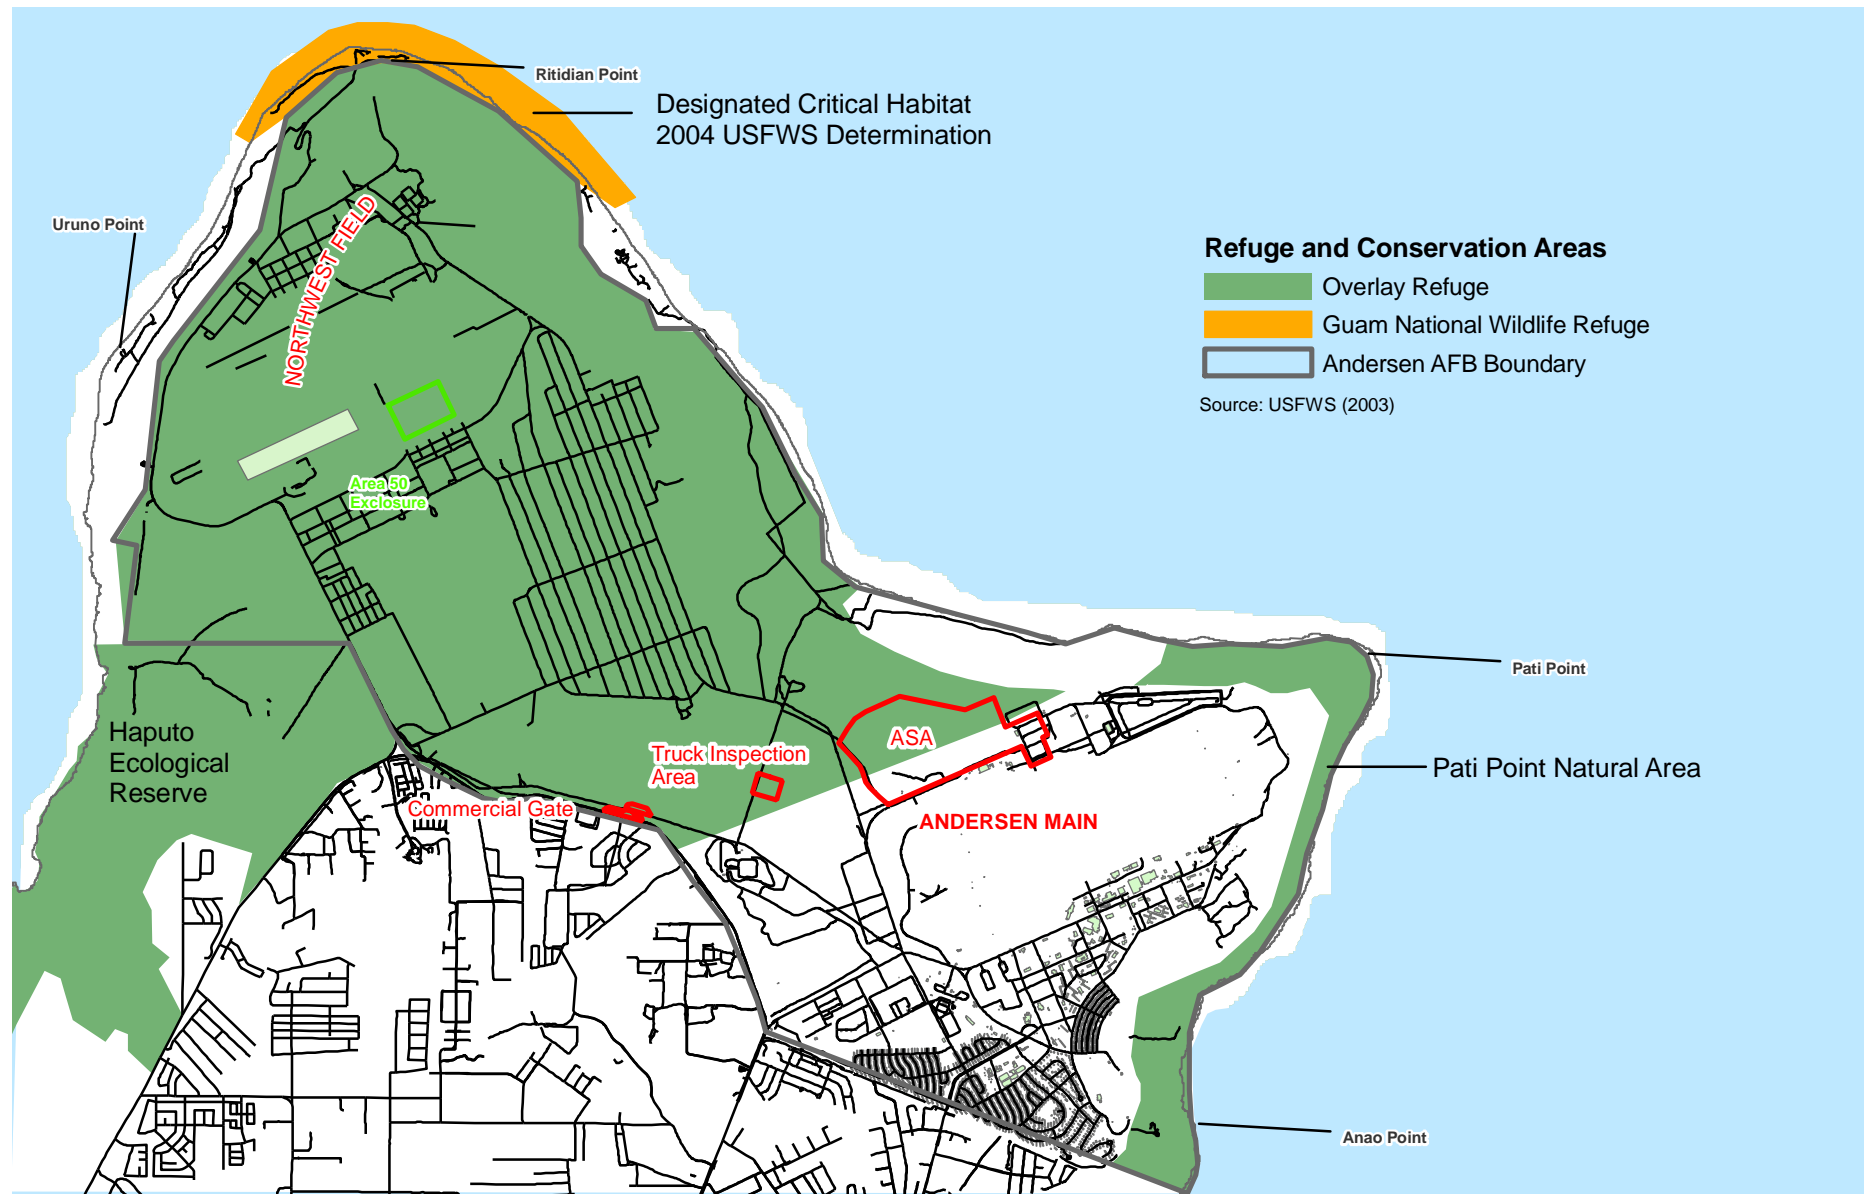 Ritidian Point
Designated Critical Habitat
2004 USFWS Determination
Uruno Point
NORTHWEST FIELD
Refuge and Conservation Areas
Overlay Refuge
Guam National Wildlife Refuge
Andersen AFB Boundary
Source: USFWS (2003)
Area 50
Exclosure
Pati Point
Haputo
Ecological
Reserve
ASA
Truck Inspection
Area
Pati Point Natural Area
Commercial Gate
ANDERSEN MAIN
Anao Point